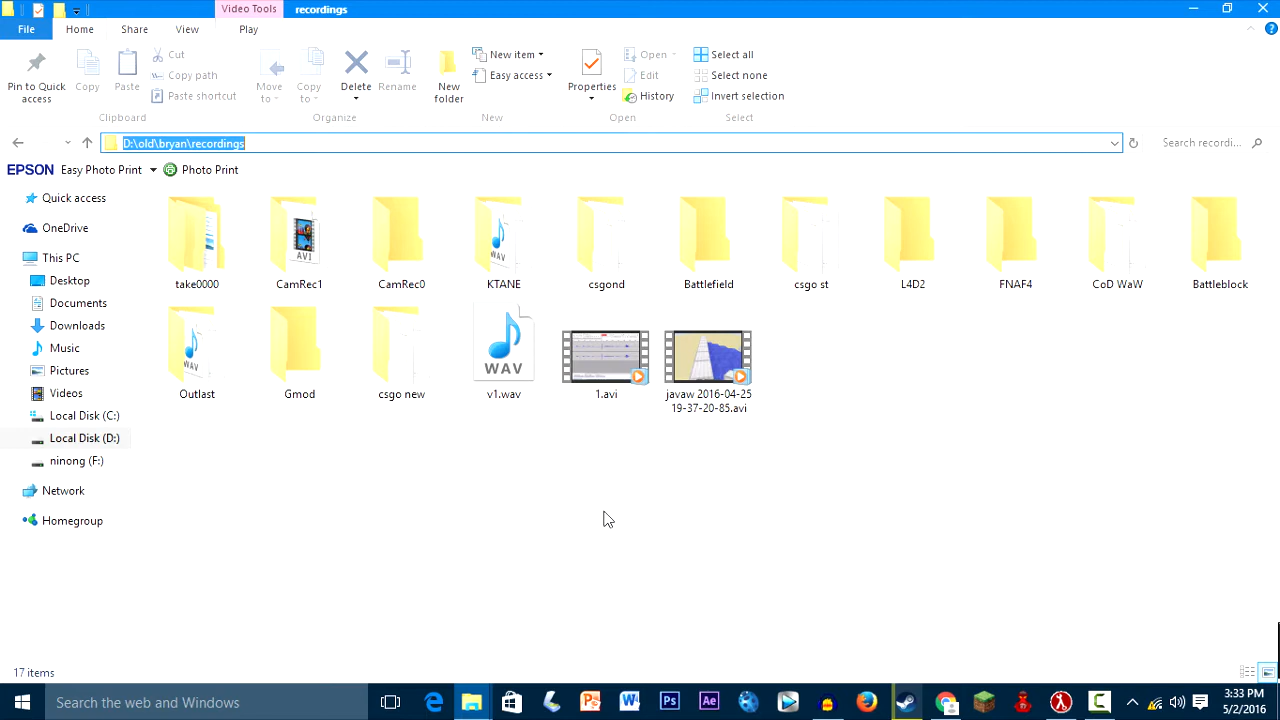 Video Tools
recordings
File
Home
Share
View
Play
Pin to Quick
access
Copy
Paste
Cut
Copy path
Paste shortcut
Clipboard
Move
to
Copy
to
Delete
Rename
Organize
New
folder
New item
Easy access
New
Properties
Open
Edit
History
Open
Select all
Select none
Invert selection
Select
D:\old\bryan\recordings
Search recordi...
EPSON Easy Photo Print Photo Print
Quick access
OneDrive
This PC
Desktop
Documents
Downloads
Music
Pictures
Videos
Local Disk (C:)
Local Disk (D:)
ninong (F:)
Network
Homegroup
AVI
WAV
take0000
CamRec1
CamRec0
KTANE
csgond
Battlefield
csgo st
L4D2
FNAF4
CoD WaW
Battleblock
WAV
WAV
Outlast
Gmod
csgo new
v1.wav
1.avi
javaw 2016-04-25
19-37-20-85.avi
17 items
Search the web and Windows
3:33 PM
5/2/2016